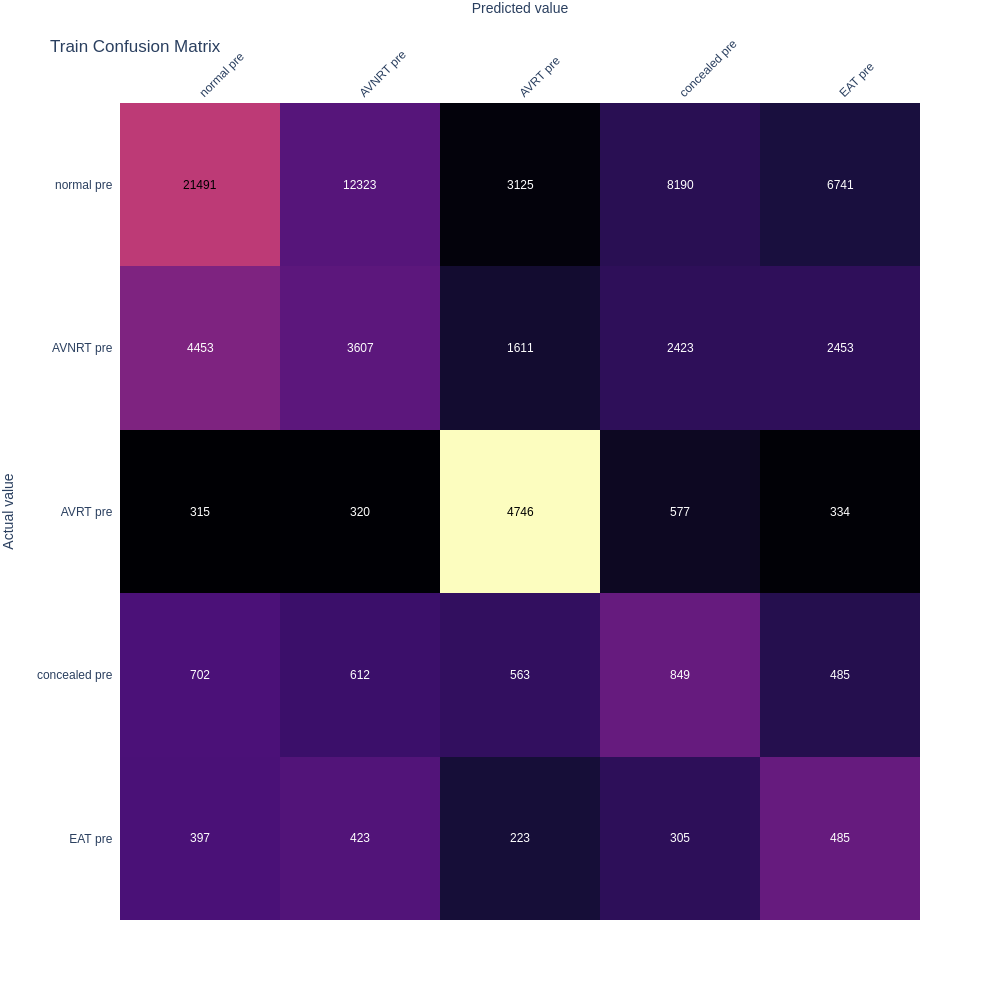 Predicted value
Train Confusion Matrix
normal pre AVNRT pre AVRT pre concealed pre EAT pre
normal pre 21491 12323 3125 8190 6741
AVNRT pre 4453 3607 1611 2423 2453
AVRT pre 315 320 4746 577 334
concealed pre 702 612 563 849 485
EAT pre 397 423 223 305 485
Actual value